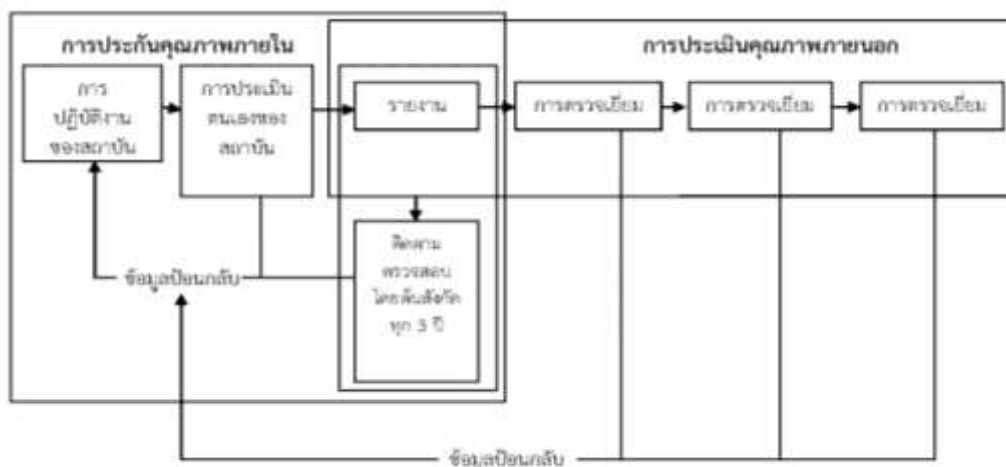 การประกันคุณภาพภายใน
การประเมินคุณภาพภายนอก
การ
ปฏิบัติงาน
ของสถาบัน
การประเมิน
ตนเองของ
สถาบัน
รายงาน
การตรวจเยี่ยม
การตรวจเยี่ยม
การตรวจเยี่ยม
ติดตาม
ตรวจสอบ
โดยต้นสังกัด
ทุก 3 ปี
ข้อมูลป้อนกลับ
ข้อมูลป้อนกลับ